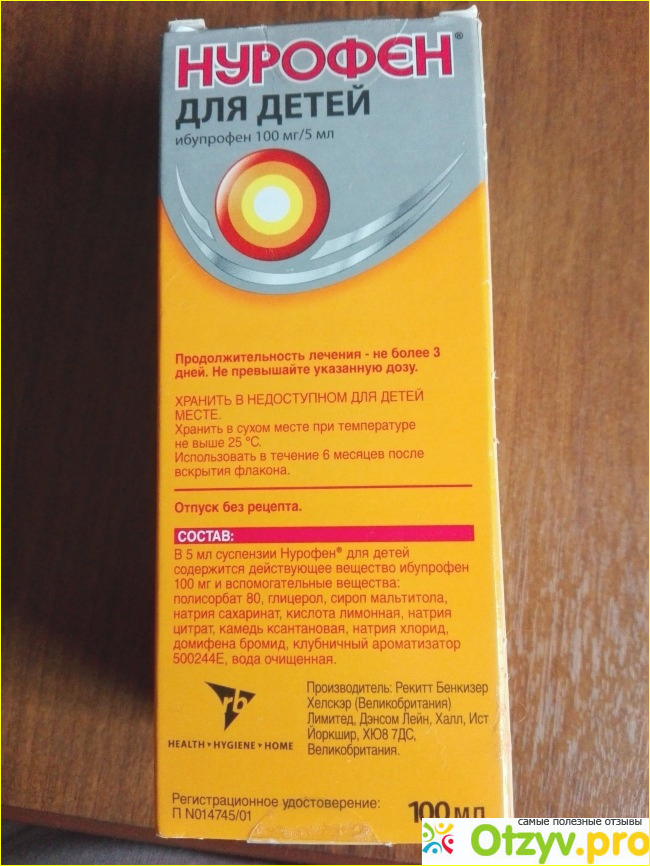 НУРОФЕН®
ДЛЯ ДЕТЕЙ
ибупрофен 100 мг/5 мл
Продолжительность лечения - не более 3
дней. Не превышайте указанную дозу.
ХРАНИТЬ В НЕДОСТУПНОМ ДЛЯ ДЕТЕЙ
МЕСТЕ.
Хранить в сухом месте при температуре
не выше 25 °С.
Использовать в течение 6 месяцев после
вскрытия флакона.
Отпуск без рецепта.
СОСТАВ:
В 5 мл суспензии Нурофен® для детей
содержится действующее вещество ибупрофен
100 мг и вспомогательные вещества:
полисорбат 80, глицерол, сироп мальтитола,
натрия сахаринат, кислота лимонная, натрия
цитрат, камедь ксантановая, натрия хлорид,
домифена бромид, клубничный ароматизатор
500244Е, вода очищенная.
rb
HEALTH • HYGIENE • HOME
Производитель: Рекитт Бенкизер
Хелскэр (Великобритания)
Лимитед, Дэнсом Лейн, Халл, Ист
Йоркшир, ХЮ8 7ДС,
Великобритания.
Регистрационное удостоверение:
П N014745/01
100 мл
самые полезные отзывы
Otzyv.pro